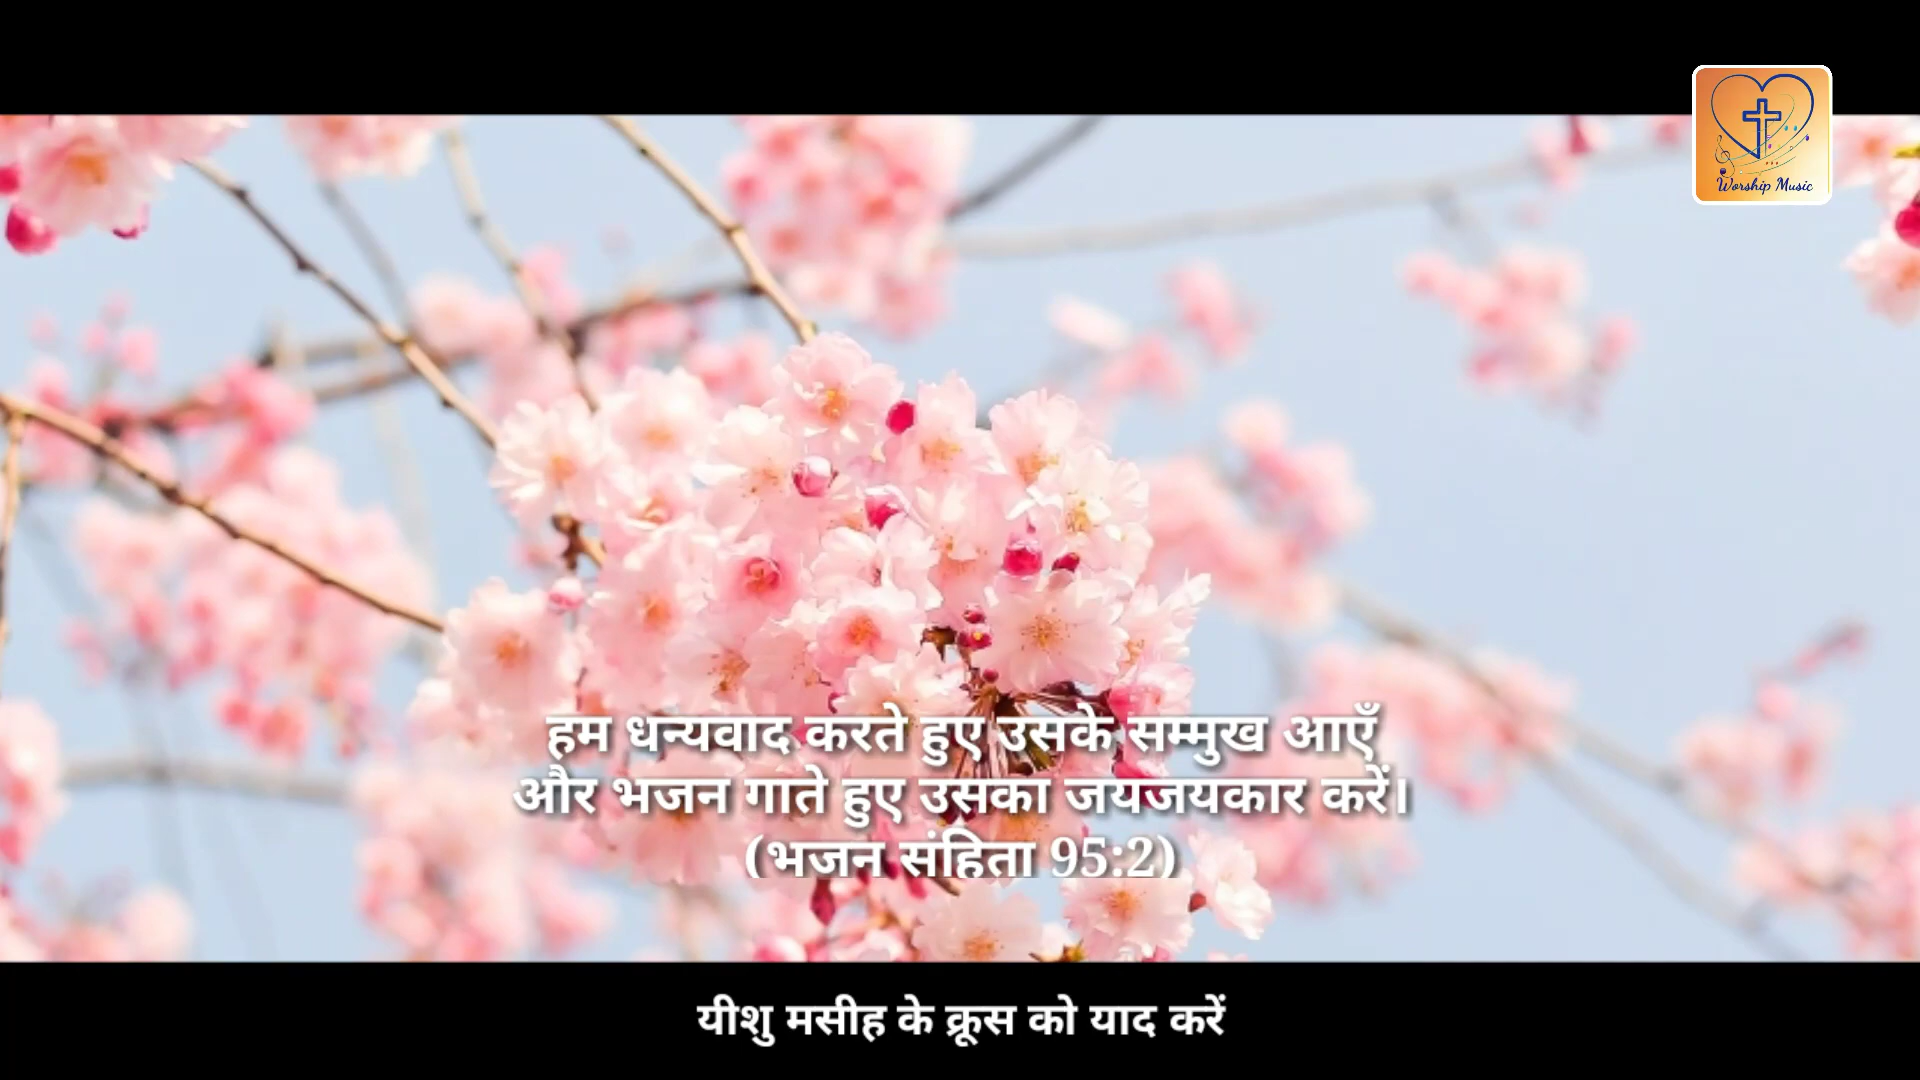 Worship Music
हम धन्यवाद करते हुए उसके सम्मुख आएँ
और भजन गाते हुए उसका जयजयकार करें।
(भजन संहिता 95:2)
यीशु मसीह के क्रूस को याद करें